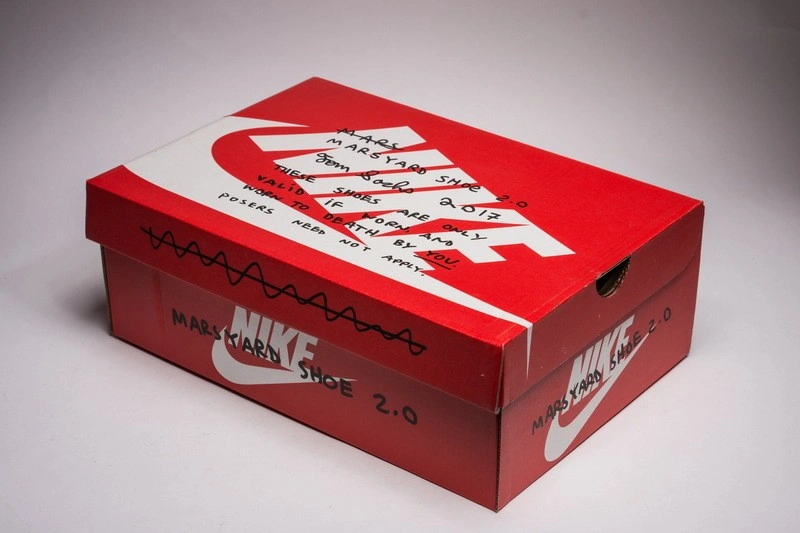 NIKE
MARS
MARSYARD SHOE 2.0
Tom Sachs 2017
THESE SHOES ARE ONLY
VALiD iF WORN AND
WORN TO DEATH BY YOU.
POSERS NEED NOT APPLY.
NIKE
MARSYARD SHOE 2.0
NIKE
MARSYARD SHOE 2.0